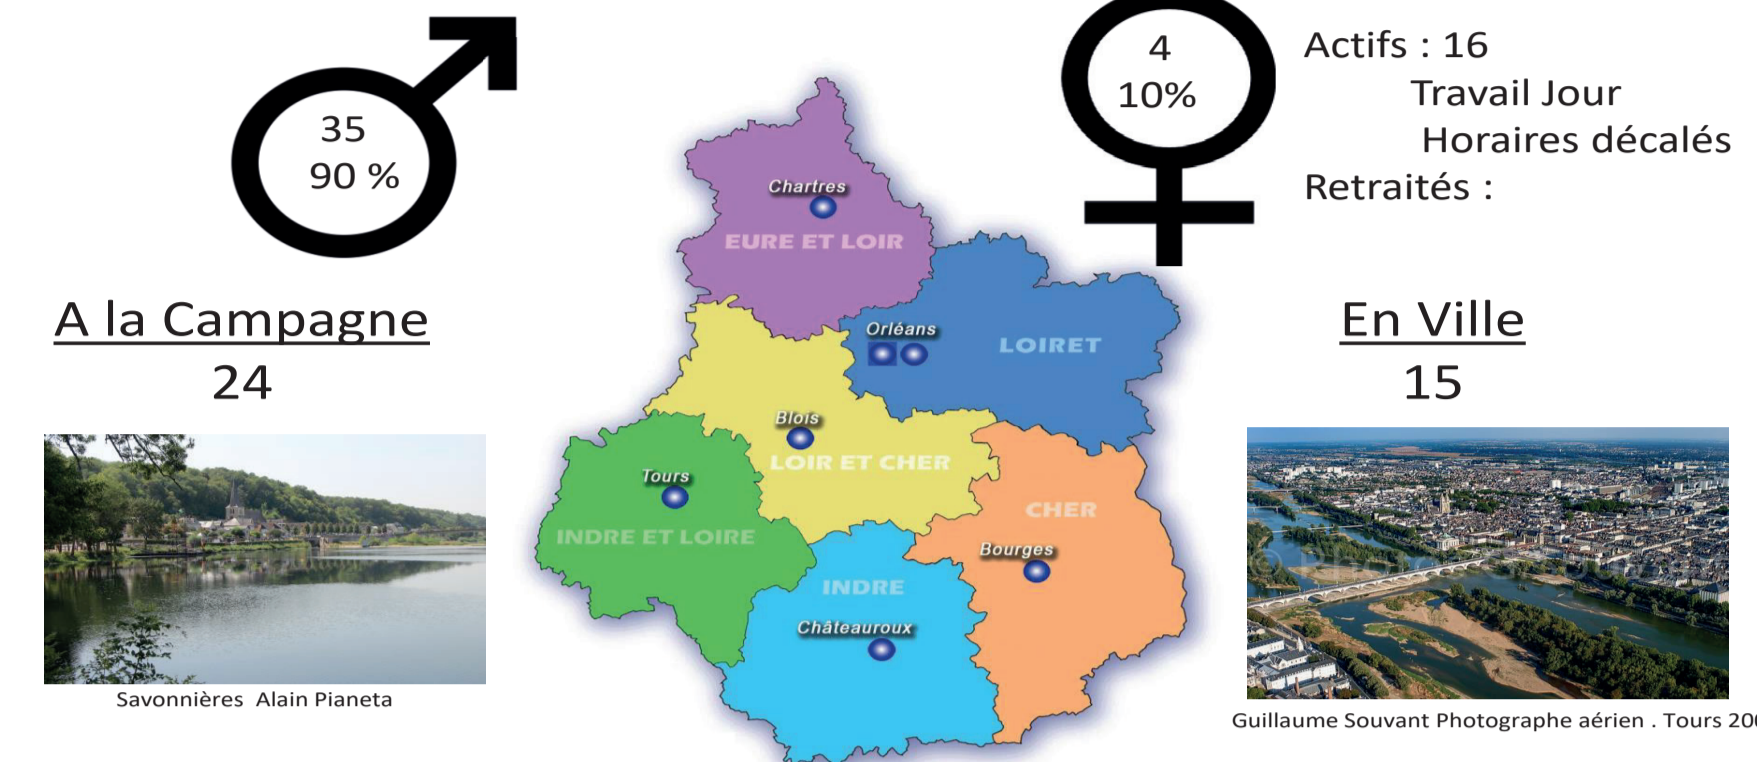 35
90 %
4
10%
Actifs : 16
Travail Jour
Horaires décalés
Retraités :
A la Campagne
24
En Ville
15
Chartres
EURE ET LOIR
Orléans
LOIRET
Blois
LOIR ET CHER
Tours
INDRE ET LOIRE
CHER
Bourges
INDRE
Châteauroux
Savonnières Alain Pianeta
Guillaume Souvant Photographe aérien . Tours